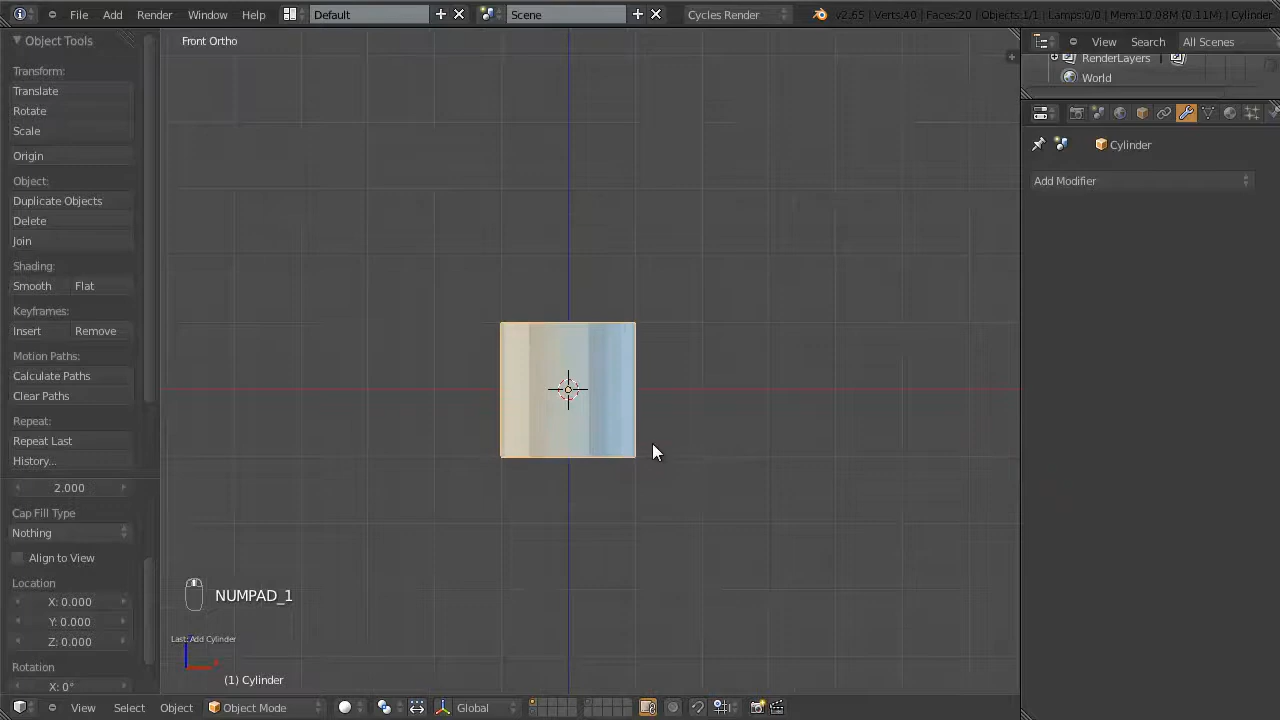 File Add Render Window Help Default Scene Cycles Render v2.65 | Verts:40 | Faces:20 | Objects:1/1 | Lamps:0/0 | Mem:10.08M (0.11M) | Cylinder
Object Tools
Transform:
Translate
Rotate
Scale
Origin
Object:
Duplicate Objects
Delete
Join
Shading:
Smooth Flat
Keyframes:
Insert Remove
Motion Paths:
Calculate Paths
Clear Paths
Repeat:
Repeat Last
History...
2.000
Cap Fill Type
Nothing
Align to View
Location
X: 0.000
Y: 0.000
Z: 0.000
Rotation
X: 0°
Front Ortho
NUMPAD_1
Last: Add Cylinder
(1) Cylinder
View Select Object Object Mode Global
View Search All Scenes
RenderLayers
World
Cylinder
Add Modifier